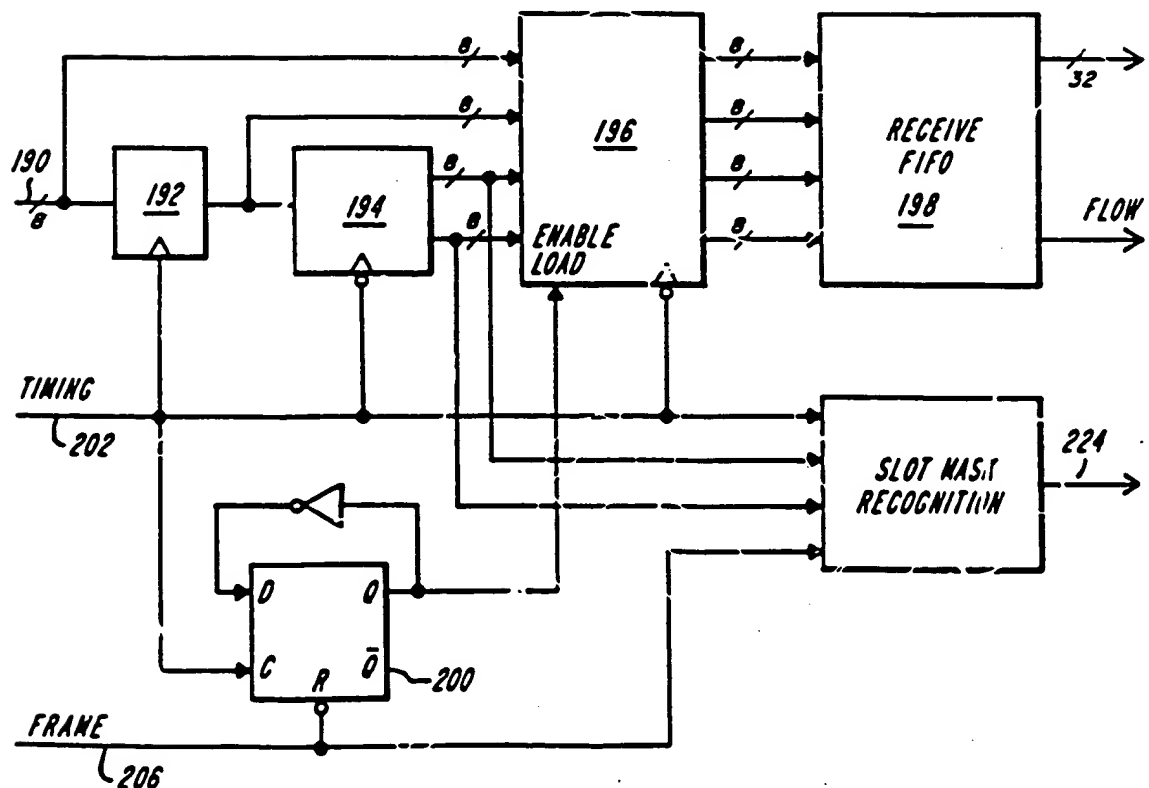 8
8
8
8
196
RECEIVE
FIFO
198
32
190
8
192
194
8
8
8
8
ENABLE
LOAD
FLOW
TIMING
202
SLOT MASK
RECOGNITION
224
D
Q
C
Q̅
R
200
FRAME
206